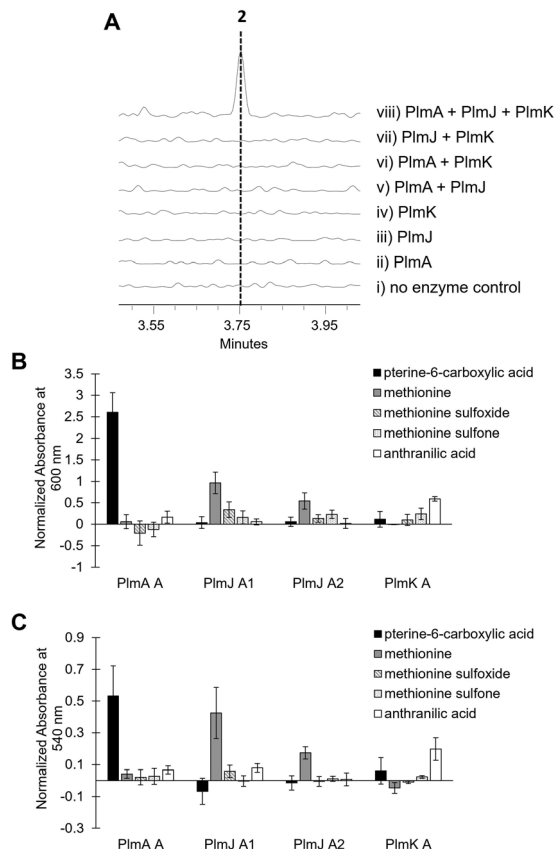 A
2
viii) PlmA + PlmJ + PlmK
vii) PlmJ + PlmK
vi) PlmA + PlmK
v) PlmA + PlmJ
iv) PlmK
iii) PlmJ
ii) PlmA
i) no enzyme control
3.55 3.75 3.95
Minutes
B
Normalized Absorbance at
600 nm
3.5
3
2.5
2
1.5
1
0.5
0
-0.5
-1
pterine-6-carboxylic acid
methionine
methionine sulfoxide
methionine sulfone
anthranilic acid
PlmA A PlmJ A1 PlmJ A2 PlmK A
C
Normalized Absorbance at
540 nm
0.9
0.7
0.5
0.3
0.1
-0.1
-0.3
pterine-6-carboxylic acid
methionine
methionine sulfoxide
methionine sulfone
anthranilic acid
PlmA A PlmJ A1 PlmJ A2 PlmK A